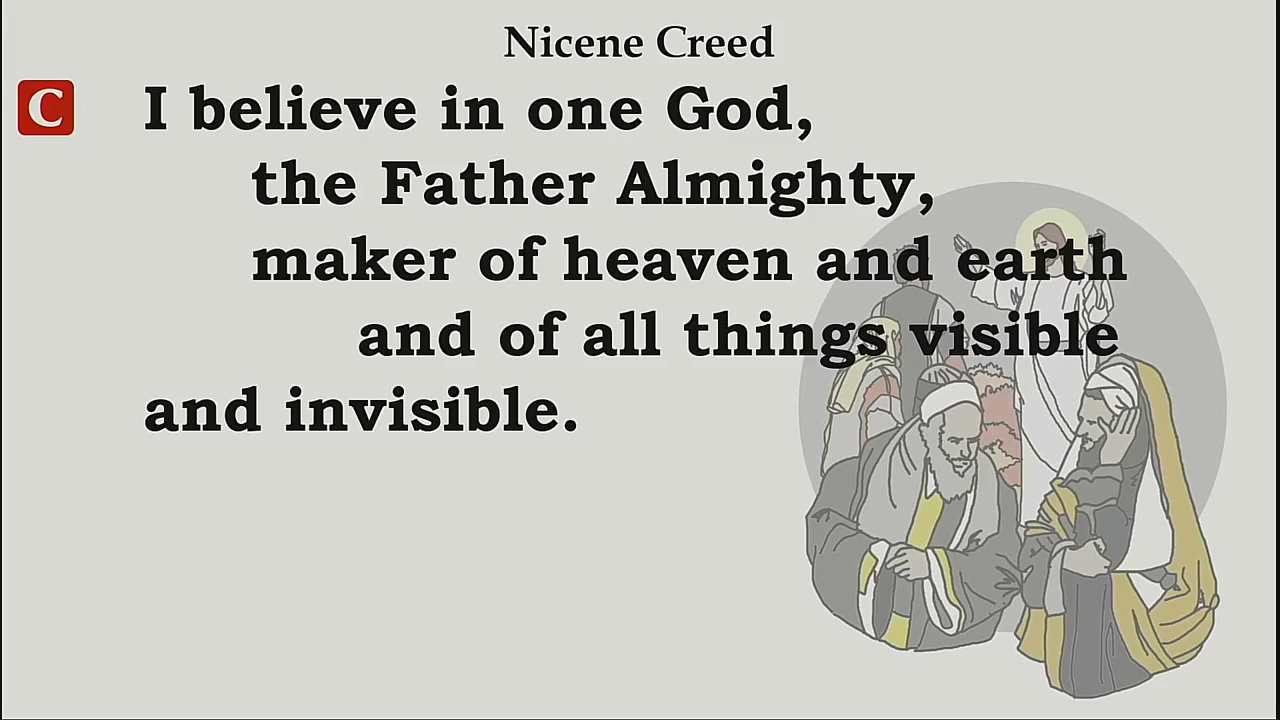 Nicene Creed
C I believe in one God,
the Father Almighty,
maker of heaven and earth
and of all things visible
and invisible.